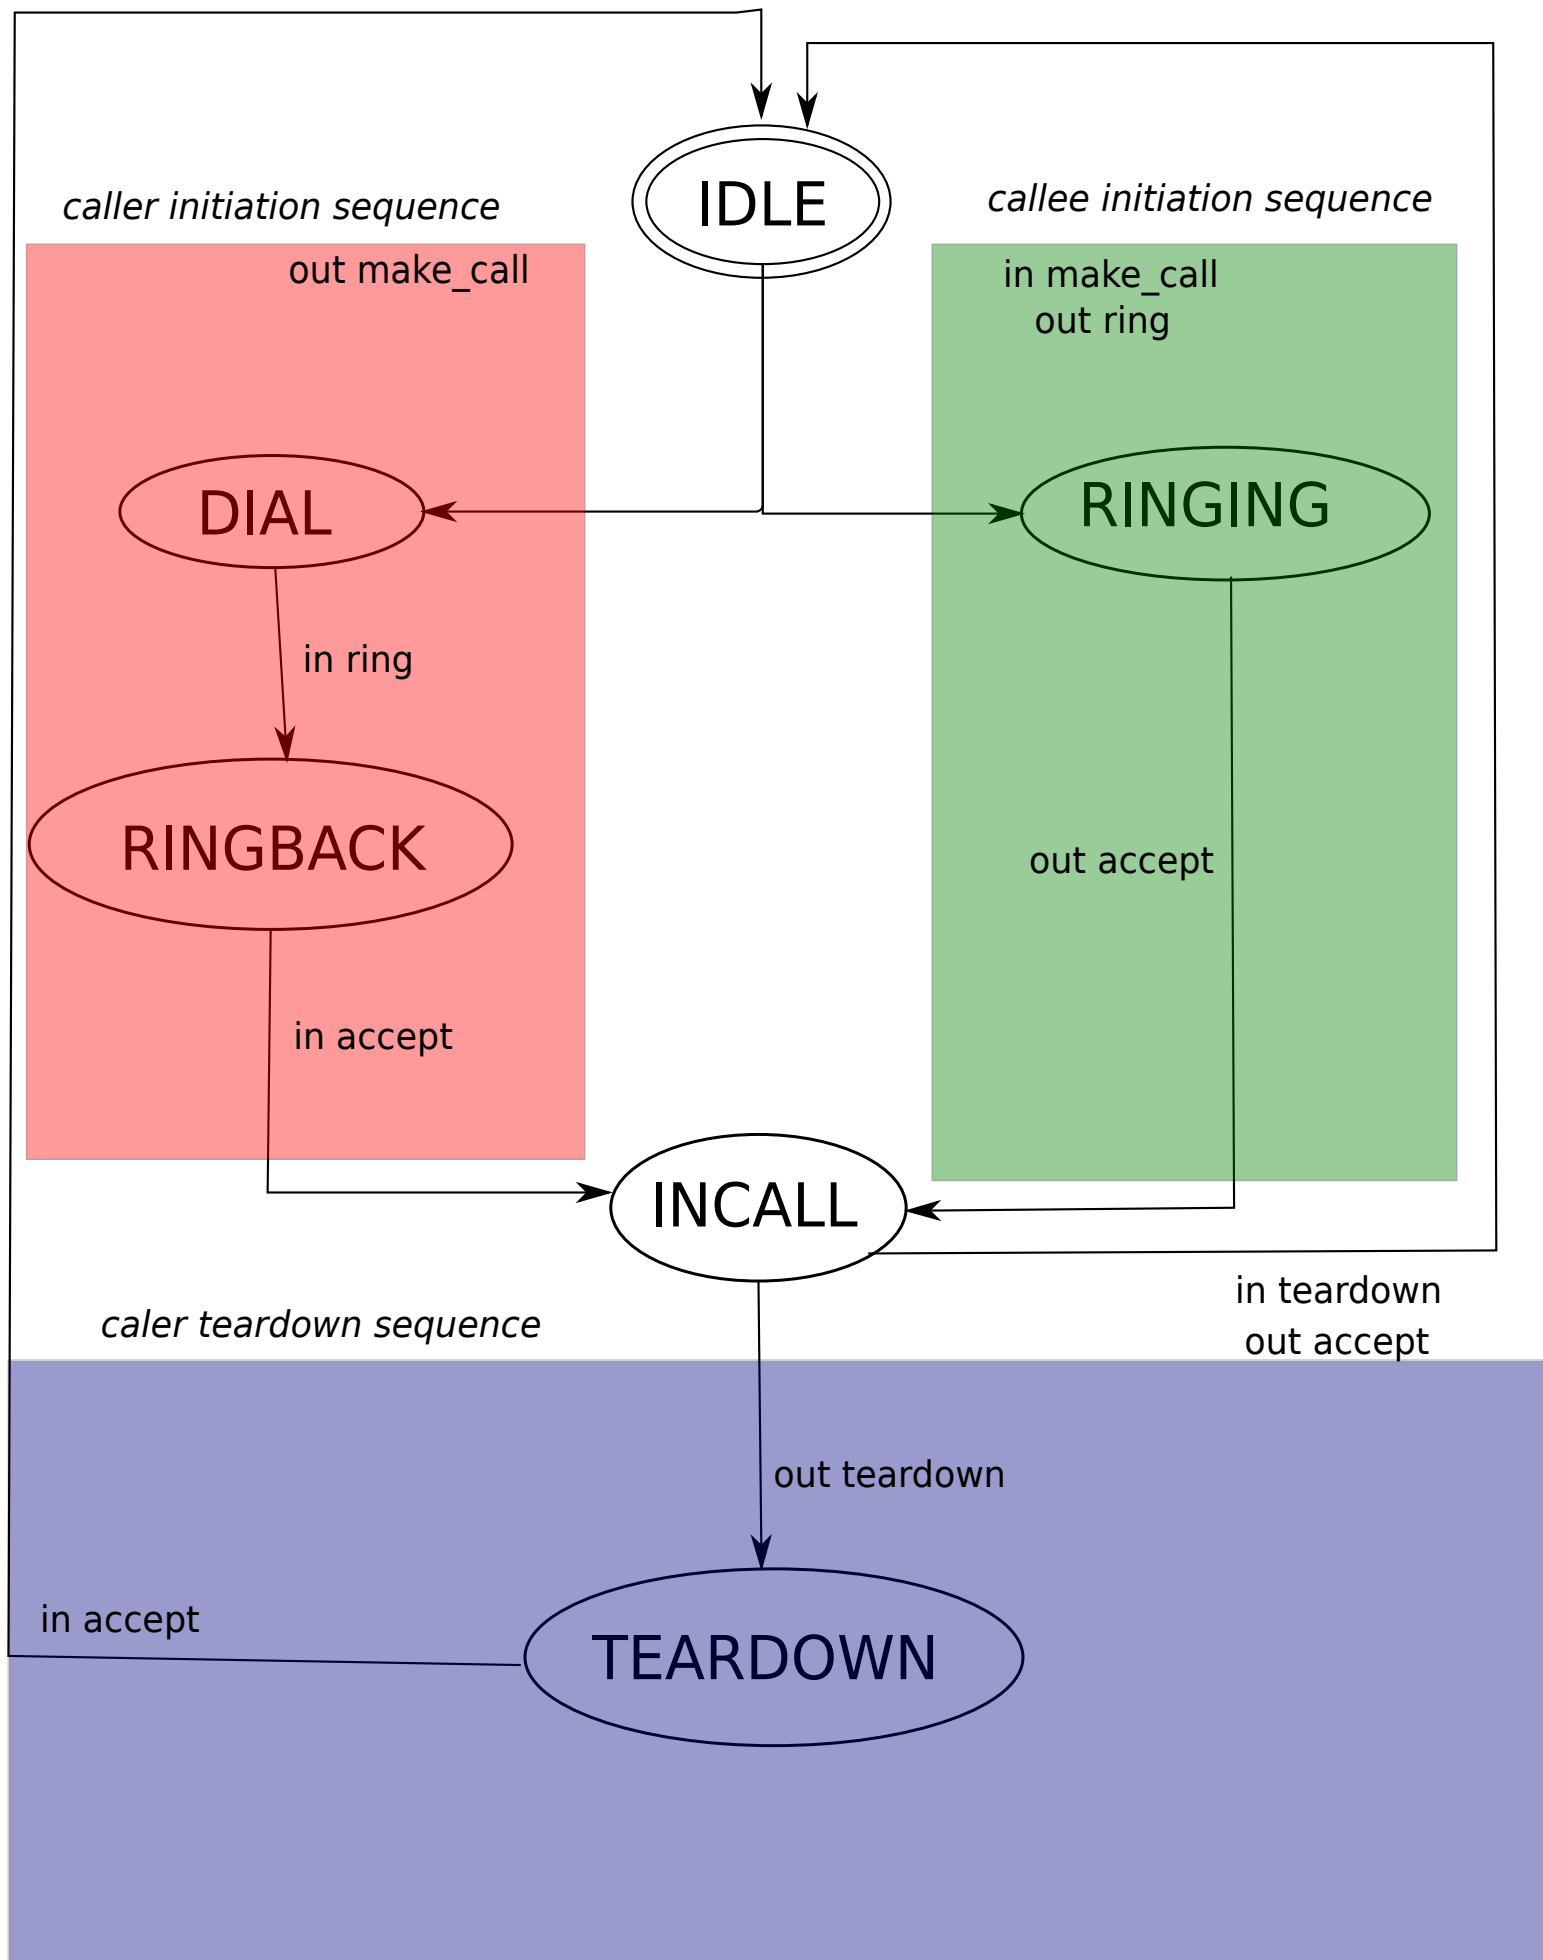 IDLE
caller initiation sequence
callee initiation sequence
out make_call
in make_call
out ring
DIAL
RINGING
in ring
RINGBACK
out accept
in accept
INCALL
in teardown
out accept
caler teardown sequence
out teardown
in accept
TEARDOWN